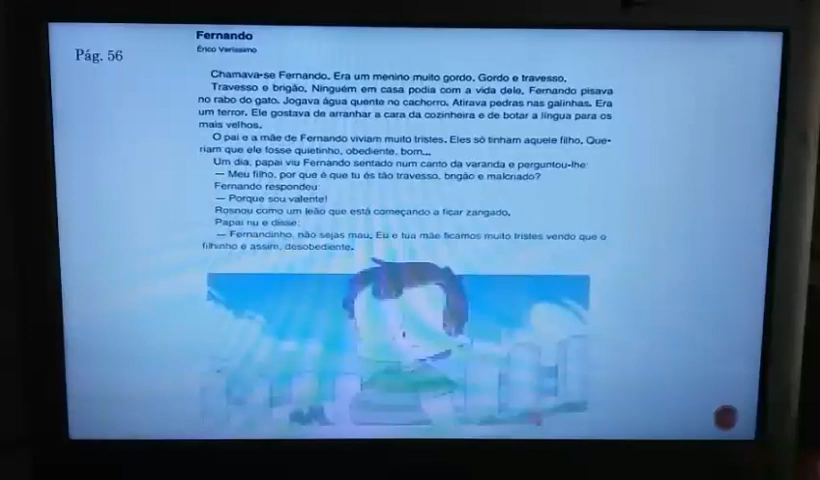 Fernando
Érico Veríssimo
Pág. 56
Chamava-se Fernando. Era um menino muito gordo. Gordo e travesso.
Travesso e brigão. Ninguém em casa podia com a vida dele. Fernando pisava
no rabo do gato. Jogava água quente no cachorro. Atirava pedras nas galinhas. Era
um terror. Ele gostava de arranhar a cara da cozinheira e de botar a língua para os
mais velhos.
O pai e a mãe de Fernando viviam muito tristes. Eles só tinham aquele filho. Que-
riam que ele fosse quietinho, obediente, bom...
Um dia, papai viu Fernando sentado num canto da varanda e perguntou-lhe:
— Meu filho, por que é que tu és tão travesso, brigão e malcriado?
Fernando respondeu:
— Porque sou valente!
Rosnou como um leão que está começando a ficar zangado.
Papai riu e disse:
— Fernandinho, não sejas mau. Eu e tua mãe ficamos muito tristes vendo que o
filhinho é assim, desobediente.